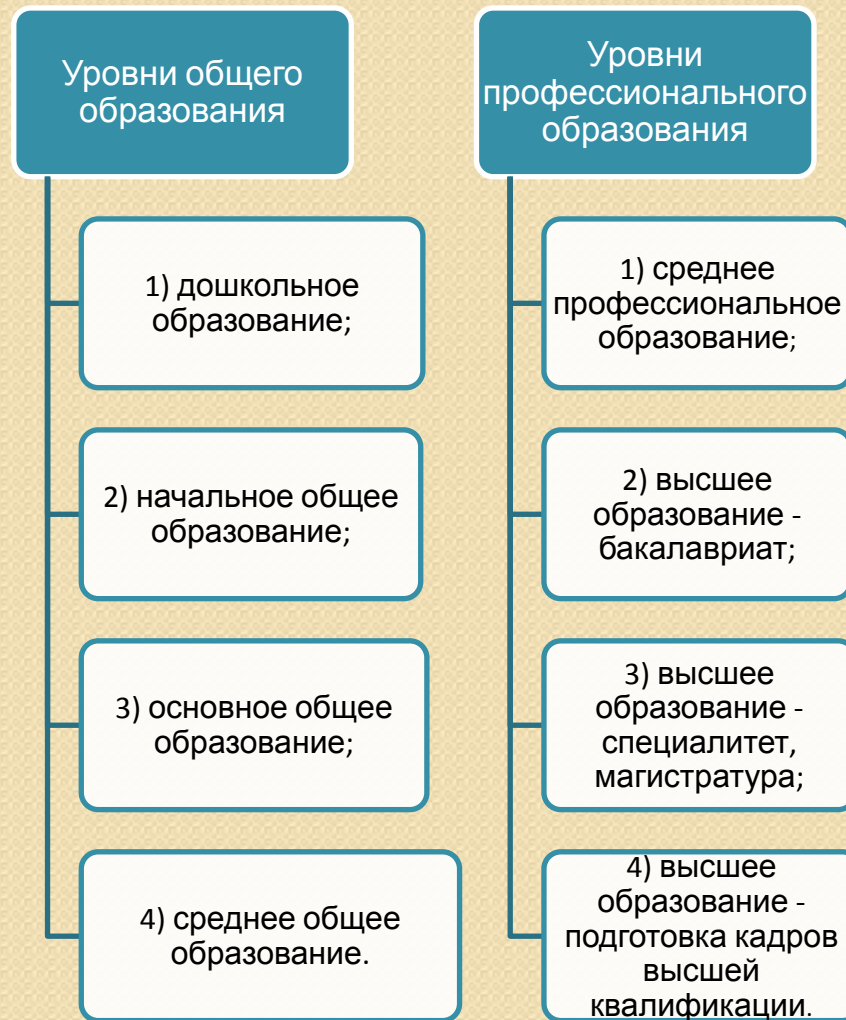 Уровни общего
образования
1) дошкольное
образование;
2) начальное общее
образование;
3) основное общее
образование;
4) среднее общее
образование.
Уровни
профессионального
образования
1) среднее
профессиональное
образование;
2) высшее
образование -
бакалавриат;
3) высшее
образование -
специалитет,
магистратура;
4) высшее
образование -
подготовка кадров
высшей
квалификации.